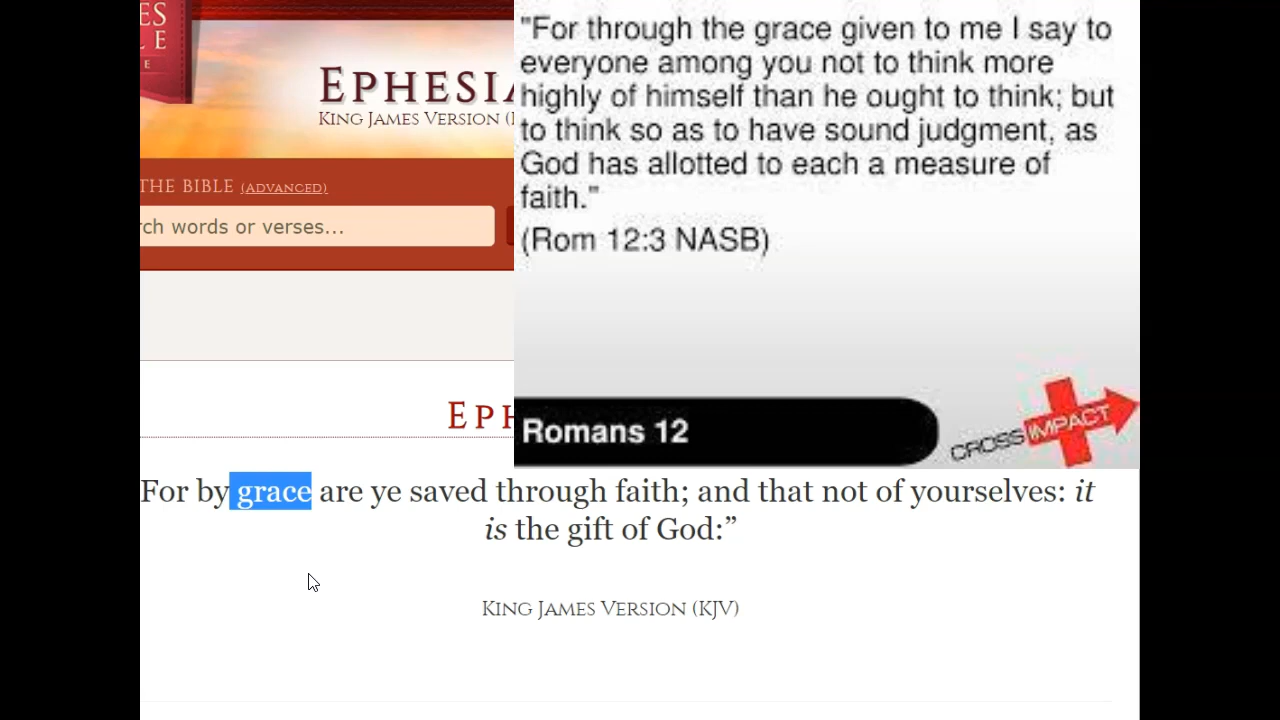 ES
LE
E
EPHESIA
KING JAMES VERSION (
THE BIBLE (ADVANCED)
rch words or verses...
EPH
"For through the grace given to me I say to
everyone among you not to think more
highly of himself than he ought to think; but
to think so as to have sound judgment, as
God has allotted to each a measure of
faith."
(Rom 12:3 NASB)
Romans 12
CROSS IMPACT
For by grace are ye saved through faith; and that not of yourselves: it
is the gift of God:”
KING JAMES VERSION (KJV)